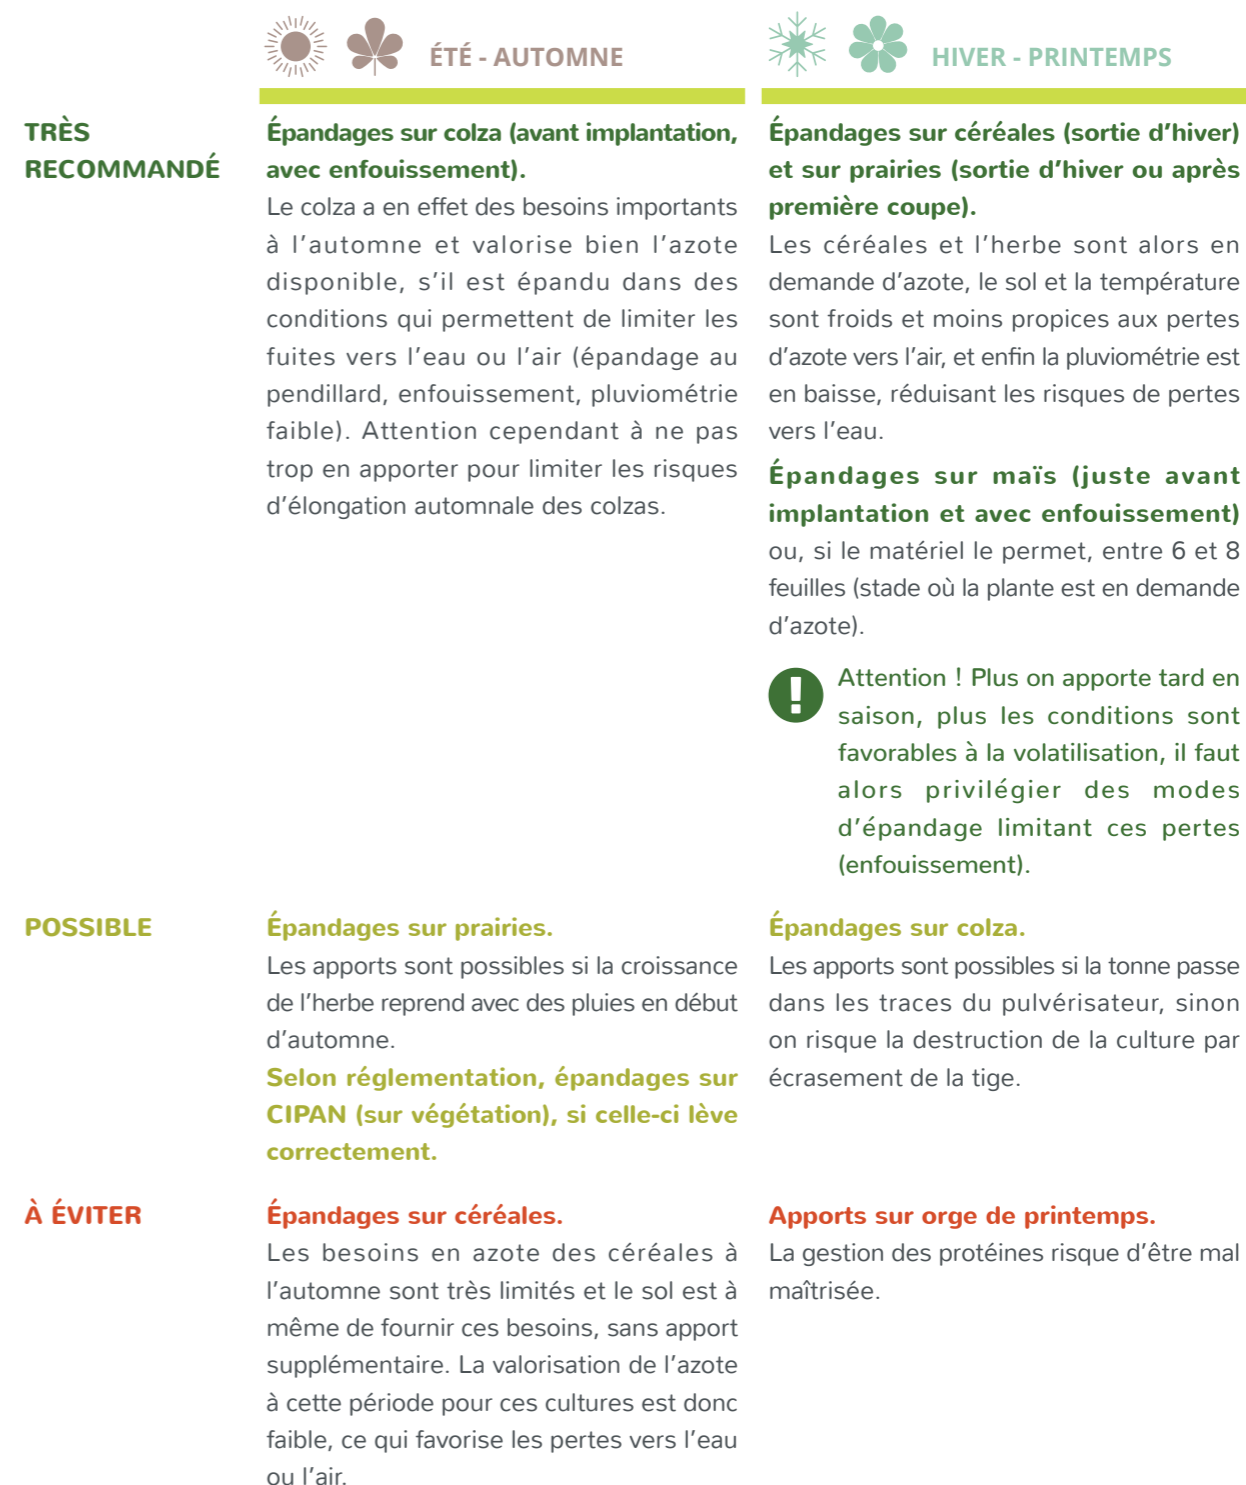 ÉTÉ - AUTOMNE
HIVER - PRINTEMPS
TRÈS
RECOMMANDÉ
Épandages sur colza (avant implantation,
avec enfouissement).
Le colza a en effet des besoins importants
à l'automne et valorise bien l'azote
disponible, s'il est épandu dans des
conditions qui permettent de limiter les
fuites vers l'eau ou l'air (épandage au
pendillard, enfouissement, pluviométrie
faible). Attention cependant à ne pas
trop en apporter pour limiter les risques
d'élongation automnale des colzas.
Épandages sur céréales (sortie d'hiver)
et sur prairies (sortie d'hiver ou après
première coupe).
Les céréales et l'herbe sont alors en
demande d'azote, le sol et la température
sont froids et moins propices aux pertes
d'azote vers l'air, et enfin la pluviométrie est
en baisse, réduisant les risques de pertes
vers l'eau.
Épandages sur maïs (juste avant
implantation et avec enfouissement)
ou, si le matériel le permet, entre 6 et 8
feuilles (stade où la plante est en demande
d'azote).
Attention ! Plus on apporte tard en
saison, plus les conditions sont
favorables à la volatilisation, il faut
alors privilégier des modes
d'épandage limitant ces pertes
(enfouissement).
POSSIBLE
Épandages sur prairies.
Les apports sont possibles si la croissance
de l'herbe reprend avec des pluies en début
d'automne.
Selon réglementation, épandages sur
CIPAN (sur végétation), si celle-ci lève
correctement.
Épandages sur colza.
Les apports sont possibles si la tonne passe
dans les traces du pulvérisateur, sinon
on risque la destruction de la culture par
écrasement de la tige.
À ÉVITER
Épandages sur céréales.
Les besoins en azote des céréales à
l'automne sont très limités et le sol est à
même de fournir ces besoins, sans apport
supplémentaire. La valorisation de l'azote
à cette période pour ces cultures est donc
faible, ce qui favorise les pertes vers l'eau
ou l'air.
Apports sur orge de printemps.
La gestion des protéines risque d'être mal
maîtrisée.